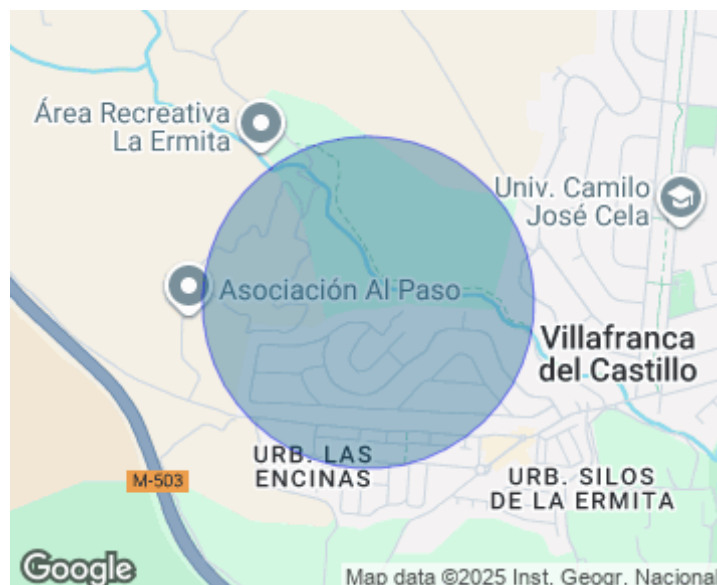 Área Recreativa
La Ermita
Univ. Camilo
José Cela
Asociación Al Paso
Villafranca
del Castillo
URB. LAS
ENCINAS
M-503
URB. SILOS
DE LA ERMITA
Google
Map data ©2025 Inst. Geogr. Nacional